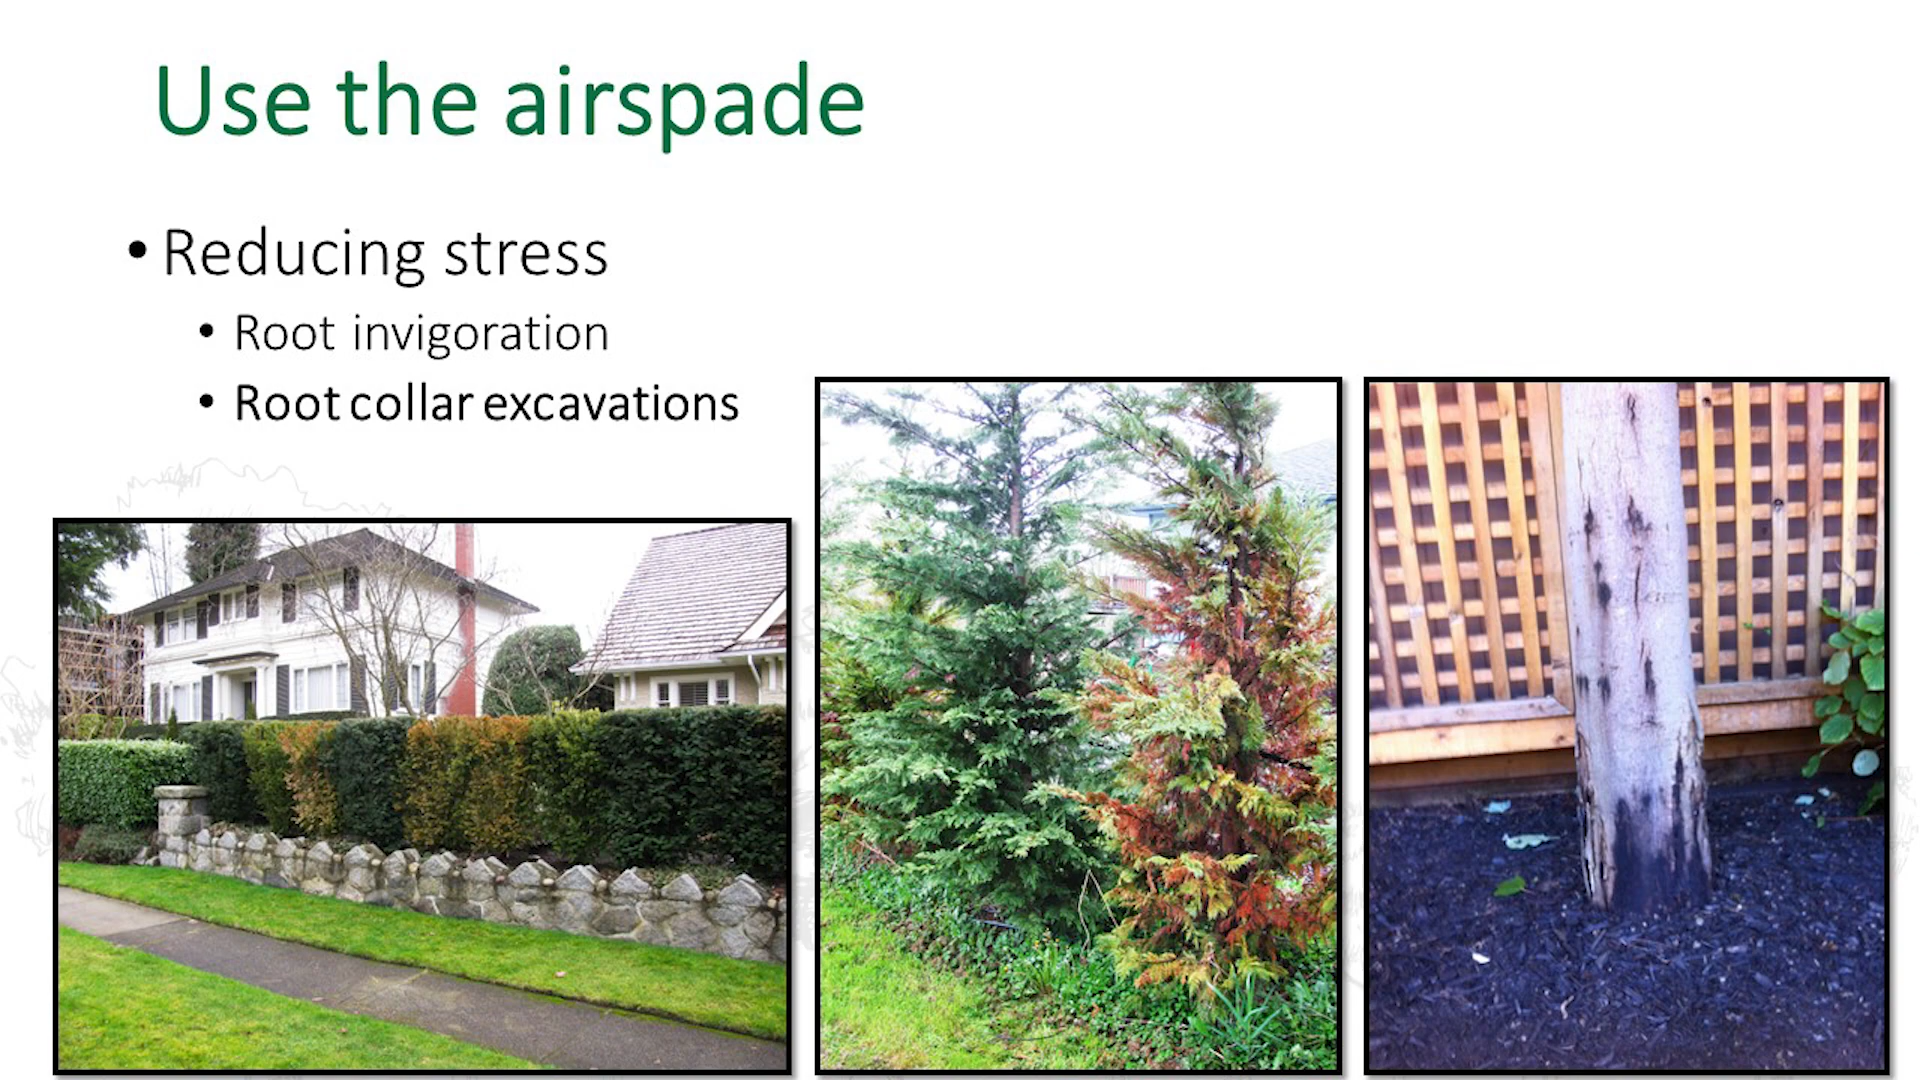 Use the airspade
• Reducing stress
• Root invigoration
• Root collar excavations